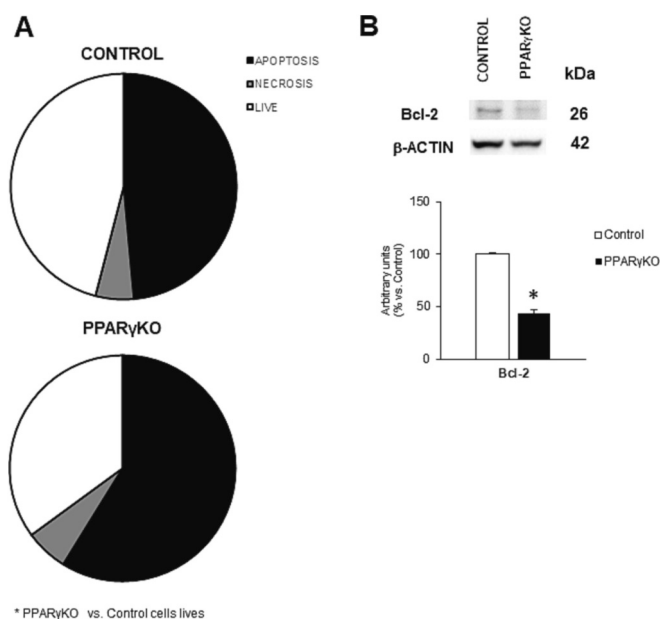 A
CONTROL
APOPTOSIS
NECROSIS
LIVE
PPARγKO
* PPARγKO vs. Control cells lives
B
CONTROL
PPARγKO
kDa
Bcl-2
26
β-ACTIN
42
Arbitrary units
(% vs. Control)
150
100
50
0
*
Bcl-2
Control
PPARγKO